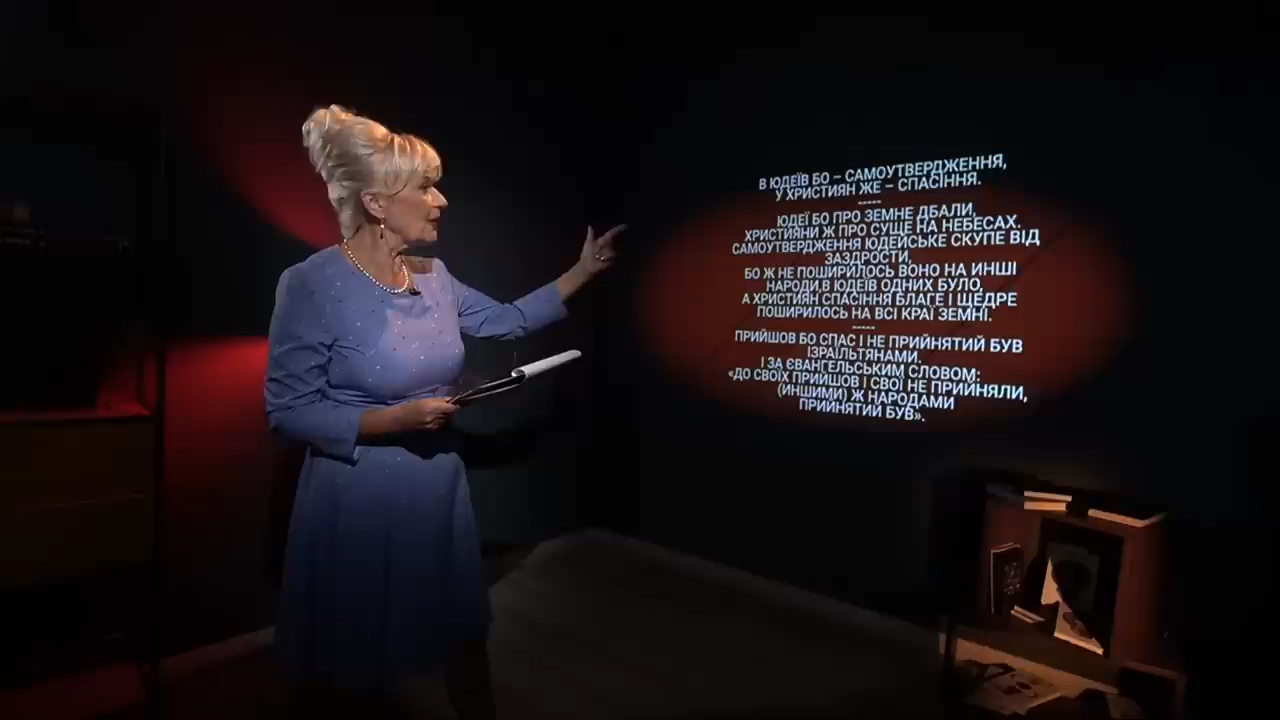 В ЮДЕЇВ БО – САМОУТВЕРДЖЕННЯ,
У ХРИСТИЯН ЖЕ – СПАСІННЯ.
-----
ЮДЕЇ БО ПРО ЗЕМНЕ ДБАЛИ,
ХРИСТИЯНИ Ж ПРО СУЩЕ НА НЕБЕСАХ.
САМОУТВЕРДЖЕННЯ ЮДЕЙСЬКЕ СКУПЕ ВІД
ЗАЗДРОСТИ,
БО Ж НЕ ПОШИРИЛОСЬ ВОНО НА ИНШІ
НАРОДИ,В ЮДЕЇВ ОДНИХ БУЛО,
А ХРИСТИЯН СПАСІННЯ БЛАГЕ І ЩЕДРЕ
ПОШИРИЛОСЬ НА ВСІ КРАЇ ЗЕМНІ.
-----
ПРИЙШОВ БО СПАС І НЕ ПРИЙНЯТИЙ БУВ
ІЗРАЇЛЬТЯНАМИ.
І ЗА ЄВАНГЕЛЬСЬКИМ СЛОВОМ:
«ДО СВОЇХ ПРИЙШОВ І СВОЇ НЕ ПРИЙНЯЛИ,
(ИНШИМИ) Ж НАРОДАМИ
ПРИЙНЯТИЙ БУВ».